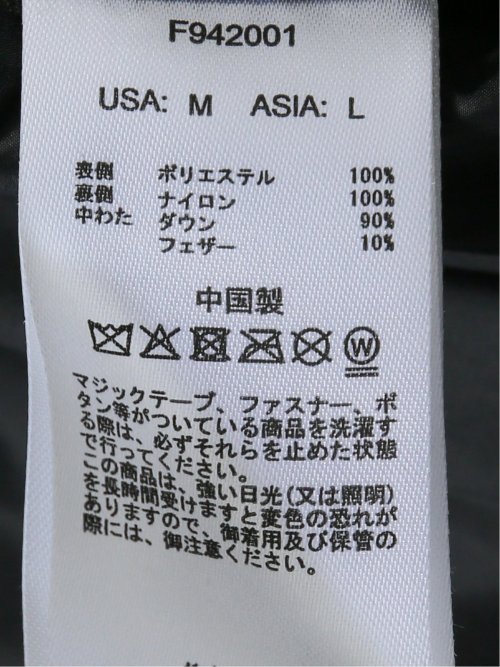 F942001
USA: M ASIA: L
表側 ポリエステル 100%
裏側 ナイロン 100%
中わた ダウン 90%
フェザー 10%
中国製
W
マジックテープ、ファスナー、ボ
タン等がついている商品を洗濯す
る際は、必ずそれらを止めた状態
で行ってください。
この商品は、強い日光(又は照明)
を長時間受けますと変色の恐れが
ありますので、御着用及び保管の
際には、御注意ください。